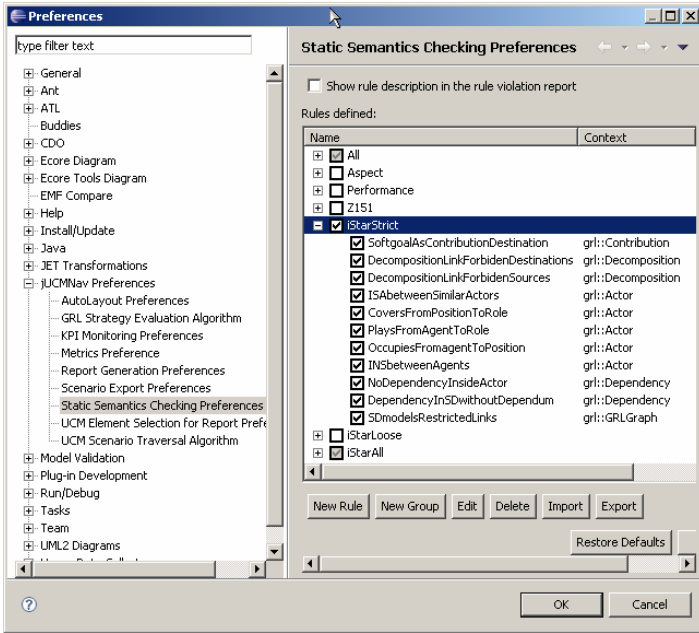 Preferences
type filter text
General
Ant
ATL
Buddies
CDO
Ecore Diagram
Ecore Tools Diagram
EMF Compare
Help
Install/Update
Java
JET Transformations
jUCMNav Preferences
AutoLayout Preferences
GRL Strategy Evaluation Algorithm
KPI Monitoring Preferences
Metrics Preference
Report Generation Preferences
Scenario Export Preferences
Static Semantics Checking Preferences
UCM Element Selection for Report Prefe
UCM Scenario Traversal Algorithm
Model Validation
Plug-in Development
Run/Debug
Tasks
Team
UML2 Diagrams
Static Semantics Checking Preferences
Show rule description in the rule violation report
Rules defined:
Name Context
All
Aspect
Performance
Z151
iStarStrict
SoftgoalAsContributionDestination grl::Contribution
DecompositionLinkForbidenDestinations grl::Decomposition
DecompositionLinkForbidenSources grl::Decomposition
ISAbetweenSimilarActors grl::Actor
CoversFromPositionToRole grl::Actor
PlaysFromAgentToRole grl::Actor
OccupiesFromagentToPosition grl::Actor
INSbetweenAgents grl::Actor
NoDependencyInsideActor grl::Dependency
DependencyInSDwithoutDependum grl::Dependency
SDmodelsRestrictedLinks grl::GRLGraph
iStarLoose
iStarAll
New Rule New Group Edit Delete Import Export
Restore Defaults
? OK Cancel